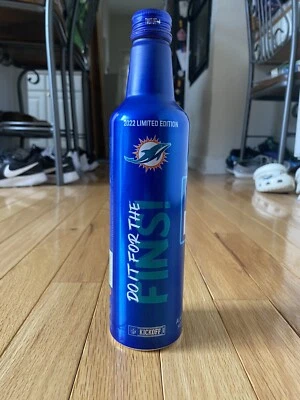 2022 LIMITED EDITION
DO IT FOR THE
FINS!
KICKOFF